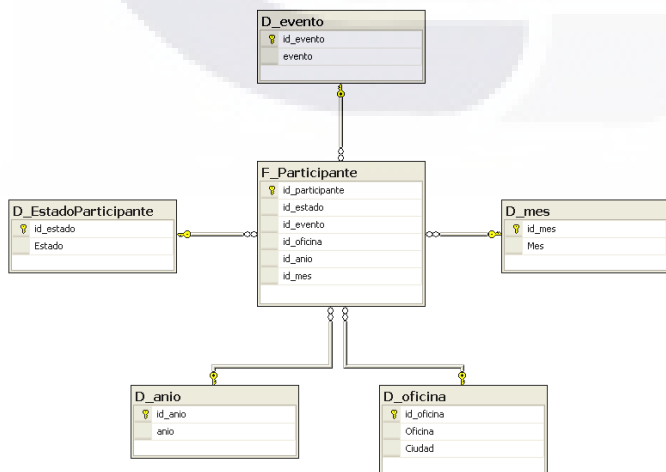 D_evento
id_evento
evento
F_Participante
id_participante
id_estado
id_evento
id_oficina
id_anio
id_mes
D_EstadoParticipante
id_estado
Estado
D_mes
id_mes
Mes
D_anio
id_anio
anio
D_oficina
id_oficina
Oficina
Ciudad